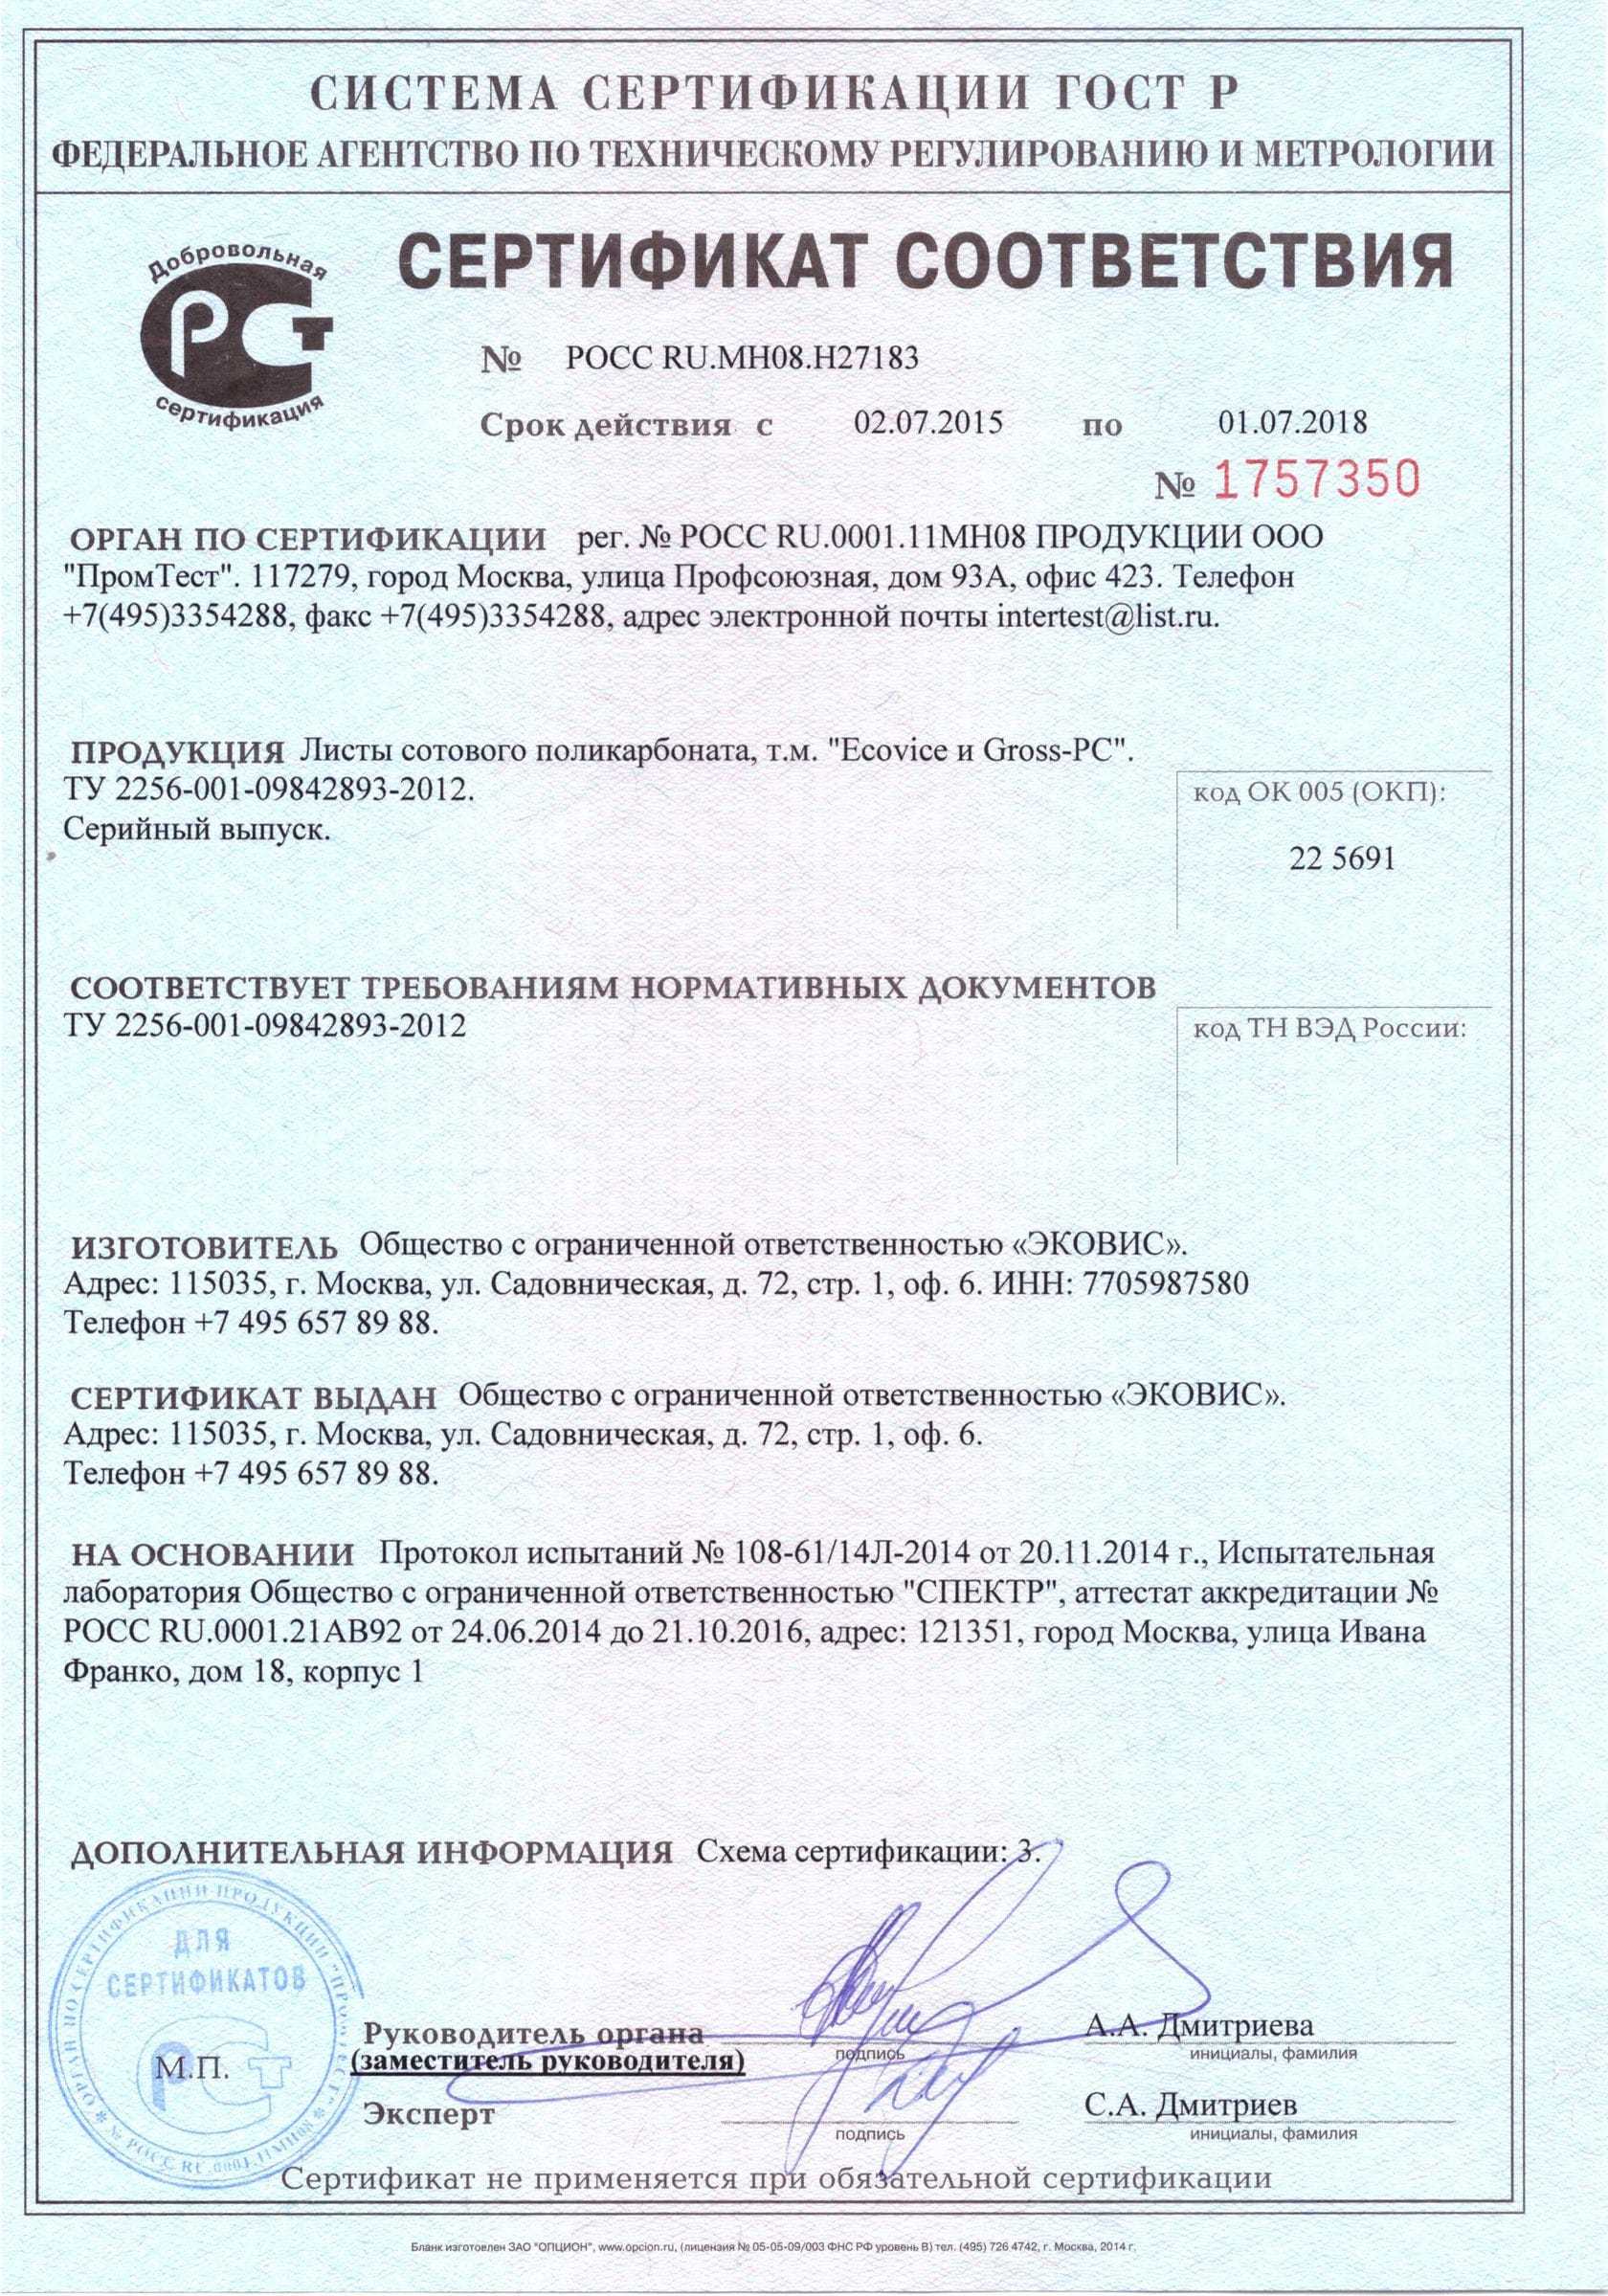 СИСТЕМА СЕРТИФИКАЦИИ ГОСТ Р
ФЕДЕРАЛЬНОЕ АГЕНТСТВО ПО ТЕХНИЧЕСКОМУ РЕГУЛИРОВАНИЮ И МЕТРОЛОГИИ
Добровольная
РСТ
сертификация
СЕРТИФИКАТ СООТВЕТСТВИЯ
№ РОСС RU.МН08.Н27183
Срок действия с 02.07.2015 по 01.07.2018
№ 1757350
ОРГАН ПО СЕРТИФИКАЦИИ рег. № РОСС RU.0001.11МН08 ПРОДУКЦИИ ООО
"ПромТест". 117279, город Москва, улица Профсоюзная, дом 93А, офис 423. Телефон
+7(495)3354288, факс +7(495)3354288, адрес электронной почты intertest@list.ru.
ПРОДУКЦИЯ Листы сотового поликарбоната, т.м. "Ecovice и Gross-PC".
ТУ 2256-001-09842893-2012.
Серийный выпуск.
код ОК 005 (ОКП):
22 5691
СООТВЕТСТВУЕТ ТРЕБОВАНИЯМ НОРМАТИВНЫХ ДОКУМЕНТОВ
ТУ 2256-001-09842893-2012
код ТН ВЭД России:
ИЗГОТОВИТЕЛЬ Общество с ограниченной ответственностью «ЭКОВИС».
Адрес: 115035, г. Москва, ул. Садовническая, д. 72, стр. 1, оф. 6. ИНН: 7705987580
Телефон +7 495 657 89 88.
СЕРТИФИКАТ ВЫДАН Общество с ограниченной ответственностью «ЭКОВИС».
Адрес: 115035, г. Москва, ул. Садовническая, д. 72, стр. 1, оф. 6.
Телефон +7 495 657 89 88.
НА ОСНОВАНИИ Протокол испытаний № 108-61/14Л-2014 от 20.11.2014 г., Испытательная
лаборатория Общество с ограниченной ответственностью "СПЕКТР", аттестат аккредитации №
РОСС RU.0001.21АВ92 от 24.06.2014 до 21.10.2016, адрес: 121351, город Москва, улица Ивана
Франко, дом 18, корпус 1
ДОПОЛНИТЕЛЬНАЯ ИНФОРМАЦИЯ Схема сертификации: 3.
ОРГАН ПО СЕРТИФИКАЦИИ ПРОДУКЦИИ "ПРОМТЕСТ"
№ РОСС RU.0001.11МН08
ДЛЯ
СЕРТИФИКАТОВ
РСТ
М.П.
Руководитель органа
(заместитель руководителя)
подпись
А.А. Дмитриева
инициалы, фамилия
Эксперт
подпись
С.А. Дмитриев
инициалы, фамилия
Сертификат не применяется при обязательной сертификации
Бланк изготовлен ЗАО "ОПЦИОН", www.opcion.ru, (лицензия № 05-05-09/003 ФНС РФ уровень В) тел. (495) 726 4742, г. Москва, 2014 г.